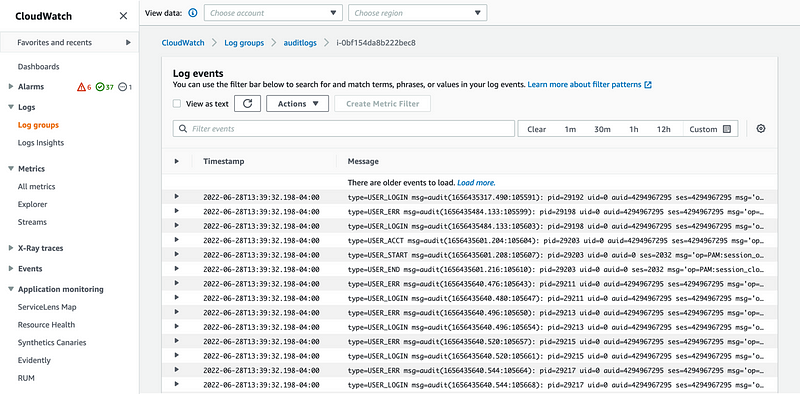 CloudWatch
View data:
Choose account
Choose region
Favorites and recents
Dashboards
Alarms 6 37 1
Logs
Log groups
Logs Insights
Metrics
All metrics
Explorer
Streams
X-Ray traces
Events
Application monitoring
ServiceLens Map
Resource Health
Synthetics Canaries
Evidently
RUM
CloudWatch > Log groups > auditlogs > i-0bf154da8b222bec8
Log events
You can use the filter bar below to search for and match terms, phrases, or values in your log events. Learn more about filter patterns
View as text Actions Create Metric Filter
Filter events Clear 1m 30m 1h 12h Custom
Timestamp Message
There are older events to load. Load more.
2022-06-28T13:39:32.198-04:00 type=USER_LOGIN msg=audit(1656435317.490:105591): pid=29192 uid=0 auid=4294967295 ses=4294967295 msg='o…
2022-06-28T13:39:32.198-04:00 type=USER_ERR msg=audit(1656435484.133:105599): pid=29198 uid=0 auid=4294967295 ses=4294967295 msg='op=…
2022-06-28T13:39:32.198-04:00 type=USER_LOGIN msg=audit(1656435484.133:105603): pid=29198 uid=0 auid=4294967295 ses=4294967295 msg='o…
2022-06-28T13:39:32.198-04:00 type=USER_ACCT msg=audit(1656435601.204:105604): pid=29203 uid=0 auid=4294967295 ses=4294967295 msg='op…
2022-06-28T13:39:32.198-04:00 type=USER_START msg=audit(1656435601.208:105607): pid=29203 uid=0 auid=0 ses=2032 msg='op=PAM:session_o…
2022-06-28T13:39:32.198-04:00 type=USER_END msg=audit(1656435601.216:105610): pid=29203 uid=0 auid=0 ses=2032 msg='op=PAM:session_clo…
2022-06-28T13:39:32.198-04:00 type=USER_ERR msg=audit(1656435640.476:105643): pid=29211 uid=0 auid=4294967295 ses=4294967295 msg='op=…
2022-06-28T13:39:32.198-04:00 type=USER_LOGIN msg=audit(1656435640.480:105647): pid=29211 uid=0 auid=4294967295 ses=4294967295 msg='o…
2022-06-28T13:39:32.198-04:00 type=USER_ERR msg=audit(1656435640.496:105650): pid=29213 uid=0 auid=4294967295 ses=4294967295 msg='op=…
2022-06-28T13:39:32.198-04:00 type=USER_LOGIN msg=audit(1656435640.496:105654): pid=29213 uid=0 auid=4294967295 ses=4294967295 msg='o…
2022-06-28T13:39:32.198-04:00 type=USER_ERR msg=audit(1656435640.520:105657): pid=29215 uid=0 auid=4294967295 ses=4294967295 msg='op=…
2022-06-28T13:39:32.198-04:00 type=USER_LOGIN msg=audit(1656435640.520:105661): pid=29215 uid=0 auid=4294967295 ses=4294967295 msg='o…
2022-06-28T13:39:32.198-04:00 type=USER_ERR msg=audit(1656435640.544:105664): pid=29217 uid=0 auid=4294967295 ses=4294967295 msg='op=…
2022-06-28T13:39:32.198-04:00 type=USER_LOGIN msg=audit(1656435640.544:105668): pid=29217 uid=0 auid=4294967295 ses=4294967295 msg='o…